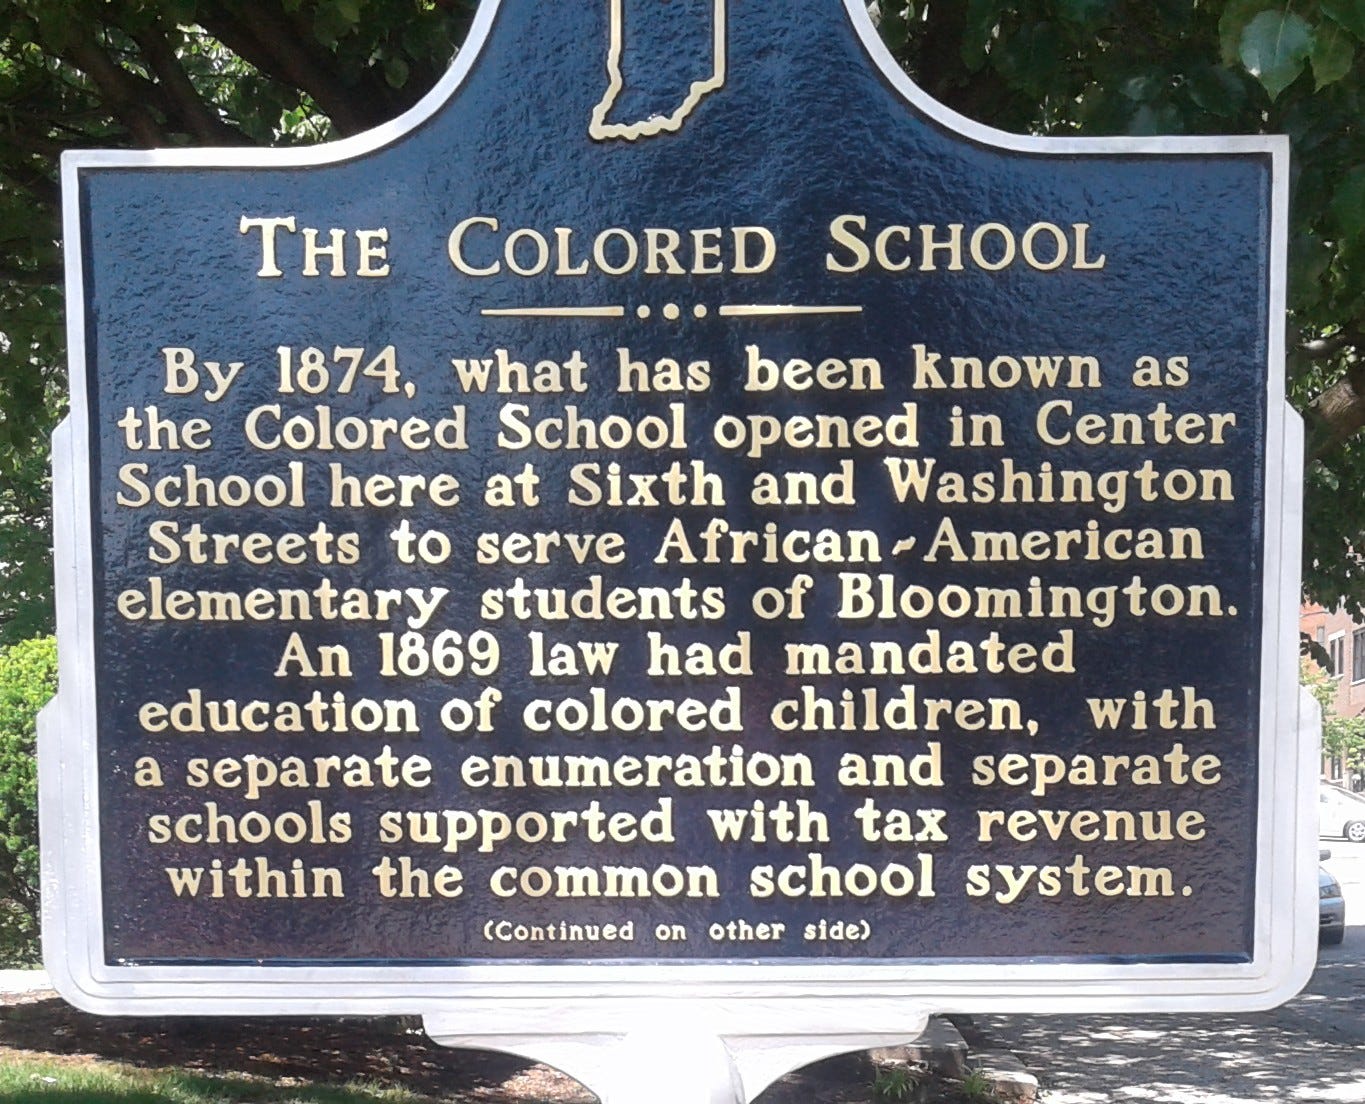 THE COLORED SCHOOL
By 1874, what has been known as
the Colored School opened in Center
School here at Sixth and Washington
Streets to serve African-American
elementary students of Bloomington.
An 1869 law had mandated
education of colored children, with
a separate enumeration and separate
schools supported with tax revenue
within the common school system.
(Continued on other side)